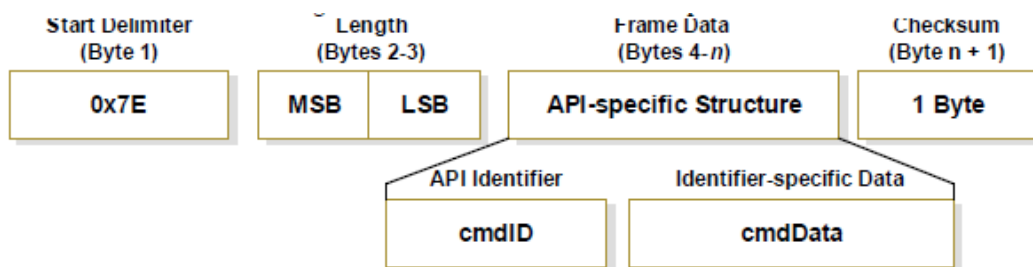 Start Delimiter
(Byte 1)
Length
(Bytes 2-3)
Frame Data
(Bytes 4-n)
Checksum
(Byte n + 1)
0x7E
MSB
LSB
API-specific Structure
1 Byte
API Identifier
Identifier-specific Data
cmdID
cmdData